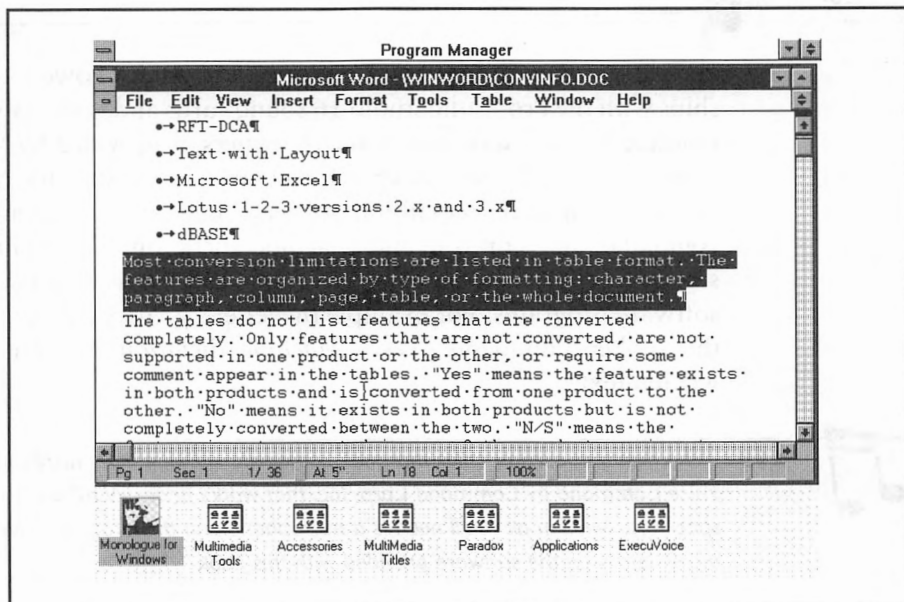 Program Manager
Microsoft Word - \WINWORD\CONVINFO.DOC
File Edit View Insert Format Tools Table Window Help
•→RFT-DCA¶
•→Text·with·Layout¶
•→Microsoft·Excel¶
•→Lotus·1-2-3·versions·2.x·and·3.x¶
•→dBASE¶
Most·conversion·limitations·are·listed·in·table·format.·The·
features·are·organized·by·type·of·formatting:·character,·
paragraph,·column,·page,·table,·or·the·whole·document.¶
The·tables·do·not·list·features·that·are·converted·
completely.·Only·features·that·are·not·converted,·are·not·
supported·in·one·product·or·the·other,·or·require·some·
comment·appear·in·the·tables.·"Yes"·means·the·feature·exists·
in·both·products·and·is·converted·from·one·product·to·the·
other.·"No"·means·it·exists·in·both·products·but·is·not·
completely·converted·between·the·two.·"N/S"·means·the·
Pg 1 Sec 1 1/ 36 At 5" Ln 18 Col 1 100%
Monologue for Windows
Multimedia Tools
Accessories
MultiMedia Titles
Paradox
Applications
ExecuVoice